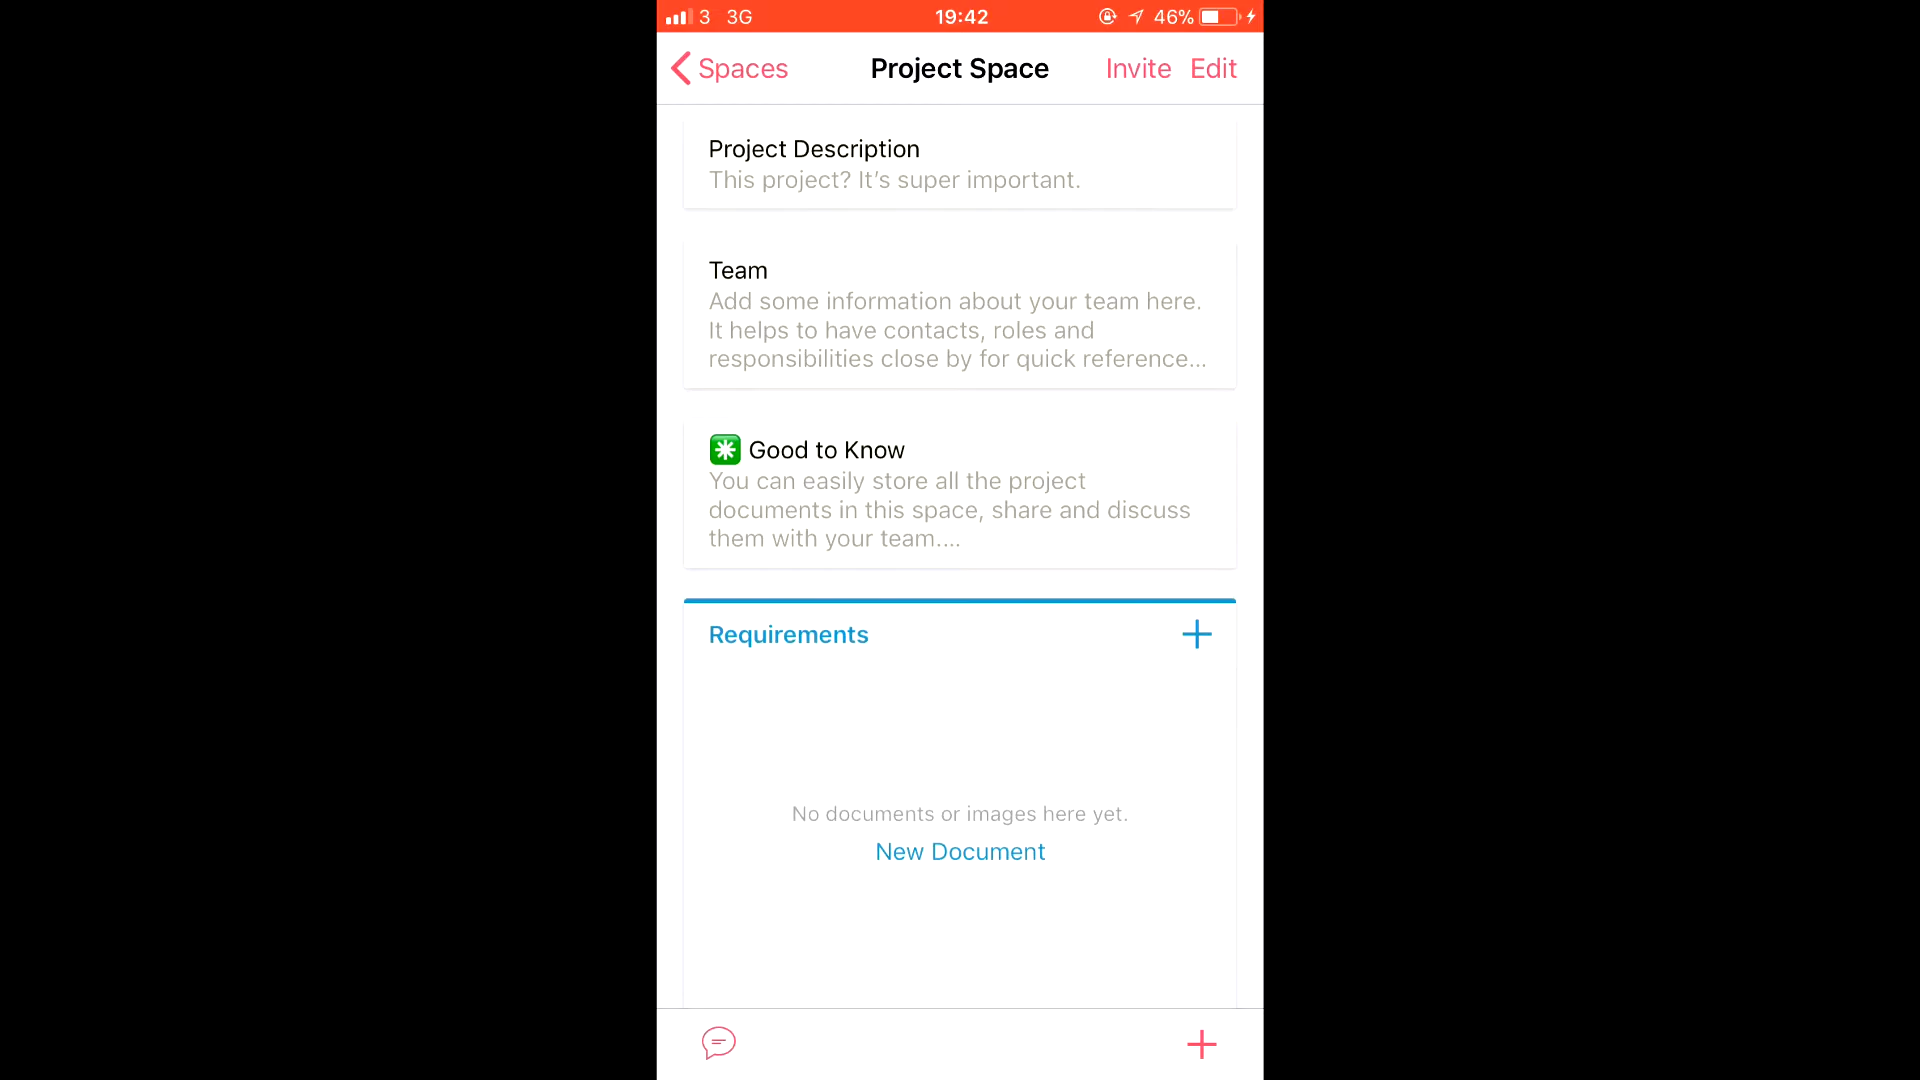 3 3G 19:42 46%
Spaces Project Space Invite Edit
Project Description
This project? It’s super important.
Team
Add some information about your team here.
It helps to have contacts, roles and
responsibilities close by for quick reference...
Good to Know
You can easily store all the project
documents in this space, share and discuss
them with your team....
Requirements
No documents or images here yet.
New Document